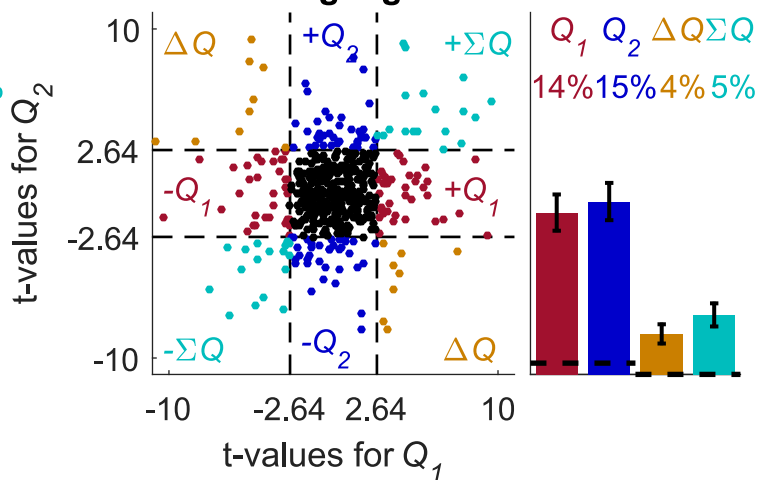 10
2.64
-2.64
-10
t-values for Q2
ΔQ
+Q2
+ΣQ
-Q1
+Q1
-ΣQ
-Q2
ΔQ
-10
-2.64
2.64
10
t-values for Q1
Q1 Q2 ΔQ ΣQ
14% 15% 4% 5%